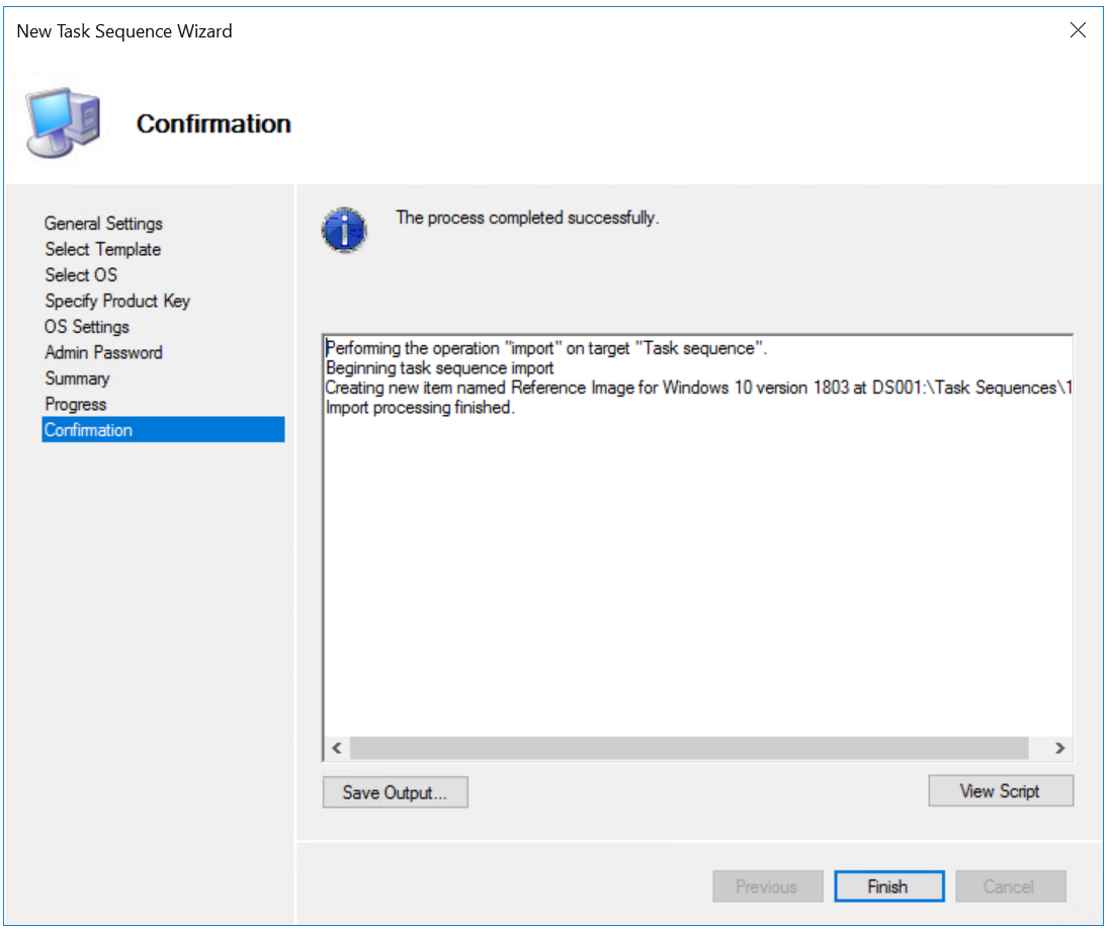 New Task Sequence Wizard
Confirmation
General Settings
Select Template
Select OS
Specify Product Key
OS Settings
Admin Password
Summary
Progress
Confirmation
The process completed successfully.
Performing the operation "import" on target "Task sequence".
Beginning task sequence import
Creating new item named Reference Image for Windows 10 version 1803 at DS001:\Task Sequences\1
Import processing finished.
Save Output...
View Script
Previous
Finish
Cancel